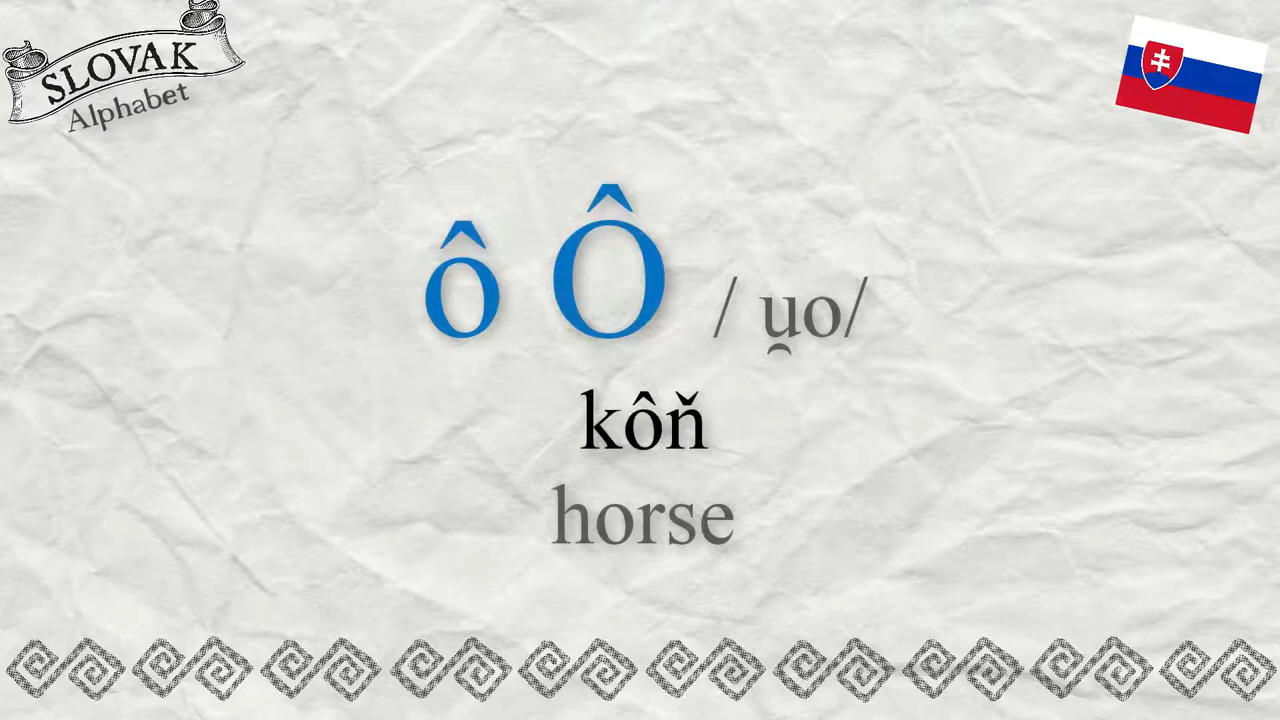 SLOVAK
Alphabet
ô Ô / u̯o/
kôň
horse